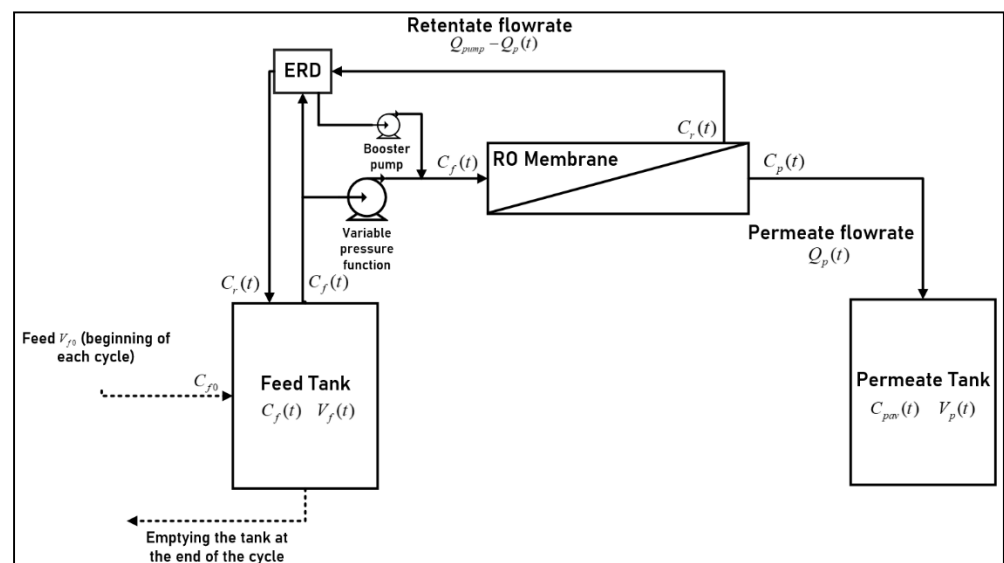 Retentate flowrate
Q_pump − Q_p(t)
ERD
Booster
pump
C_r(t)
C_f(t)
RO Membrane
C_p(t)
Variable
pressure
function
Permeate flowrate
Q_p(t)
C_r(t)
C_f(t)
Feed V_f0 (beginning of
each cycle)
C_f0
Feed Tank
C_f(t) V_f(t)
Permeate Tank
C_pav(t) V_p(t)
Emptying the tank at
the end of the cycle